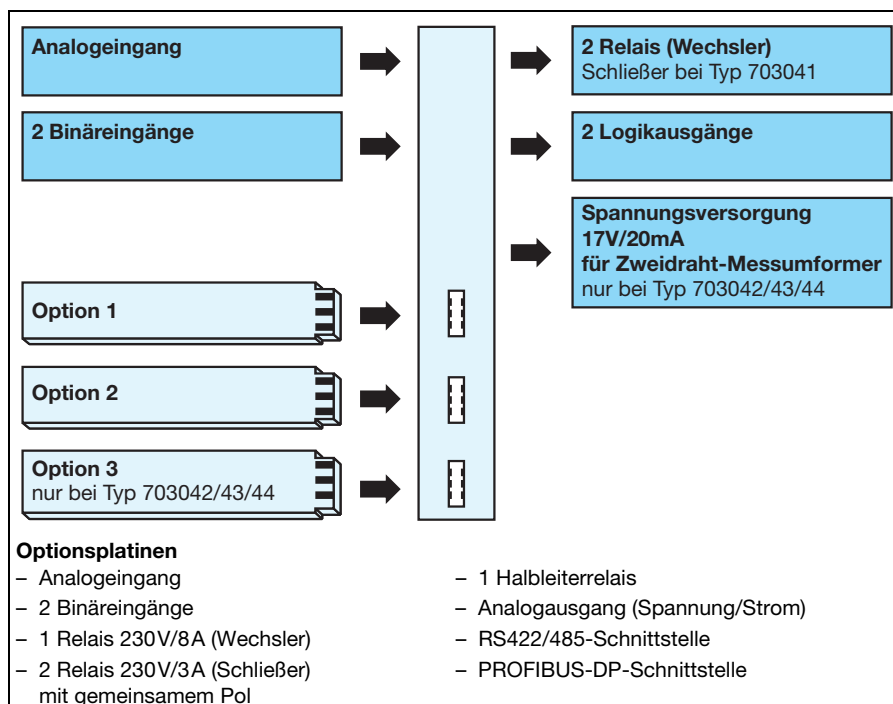 Analogeingang
2 Relais (Wechsler)
Schließer bei Typ 703041
2 Binäreingänge
2 Logikausgänge
Spannungsversorgung
17V/20mA
für Zweidraht-Messumformer
nur bei Typ 703042/43/44
Option 1
Option 2
Option 3
nur bei Typ 703042/43/44
Optionsplatinen
– Analogeingang
– 2 Binäreingänge
– 1 Relais 230V/8A (Wechsler)
– 2 Relais 230V/3A (Schließer)
mit gemeinsamem Pol
– 1 Halbleiterrelais
– Analogausgang (Spannung/Strom)
– RS422/485-Schnittstelle
– PROFIBUS-DP-Schnittstelle